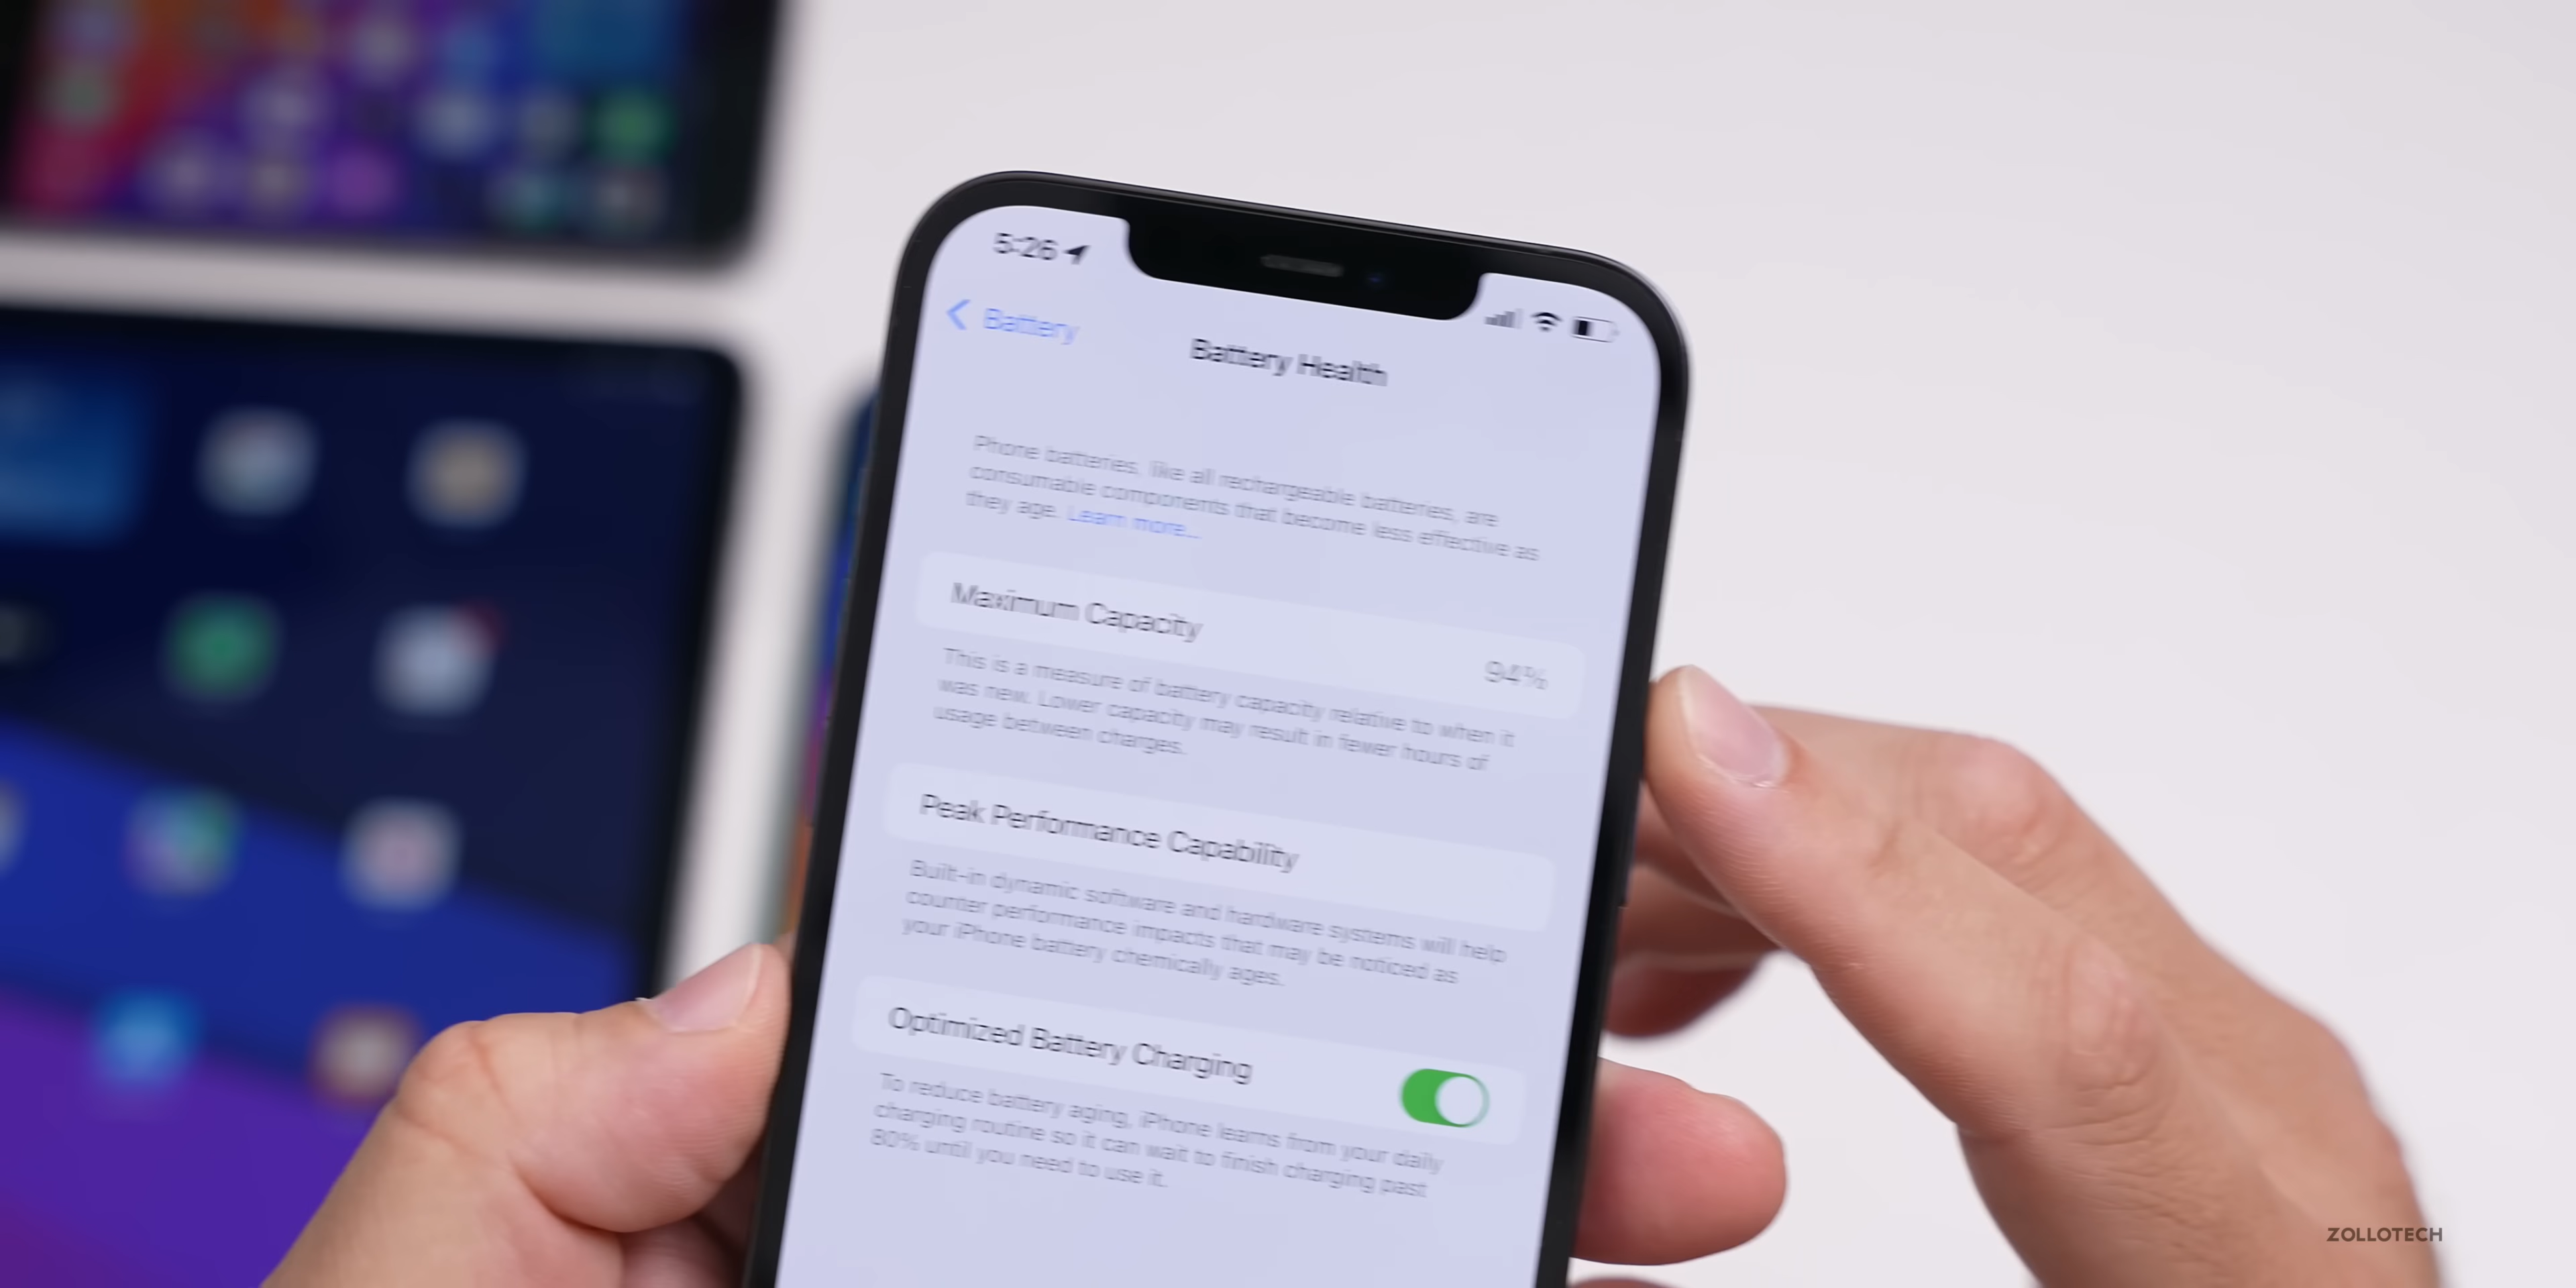 5:26
Battery
Battery Health
Phone batteries, like all rechargeable batteries, are
consumable components that become less effective as
they age. Learn more...
Maximum Capacity
94%
This is a measure of battery capacity relative to when it
was new. Lower capacity may result in fewer hours of
usage between charges.
Peak Performance Capability
Built-in dynamic software and hardware systems will help
counter performance impacts that may be noticed as
your iPhone battery chemically ages.
Optimized Battery Charging
To reduce battery aging, iPhone learns from your daily
charging routine so it can wait to finish charging past
80% until you need to use it.
ZOLLOTECH